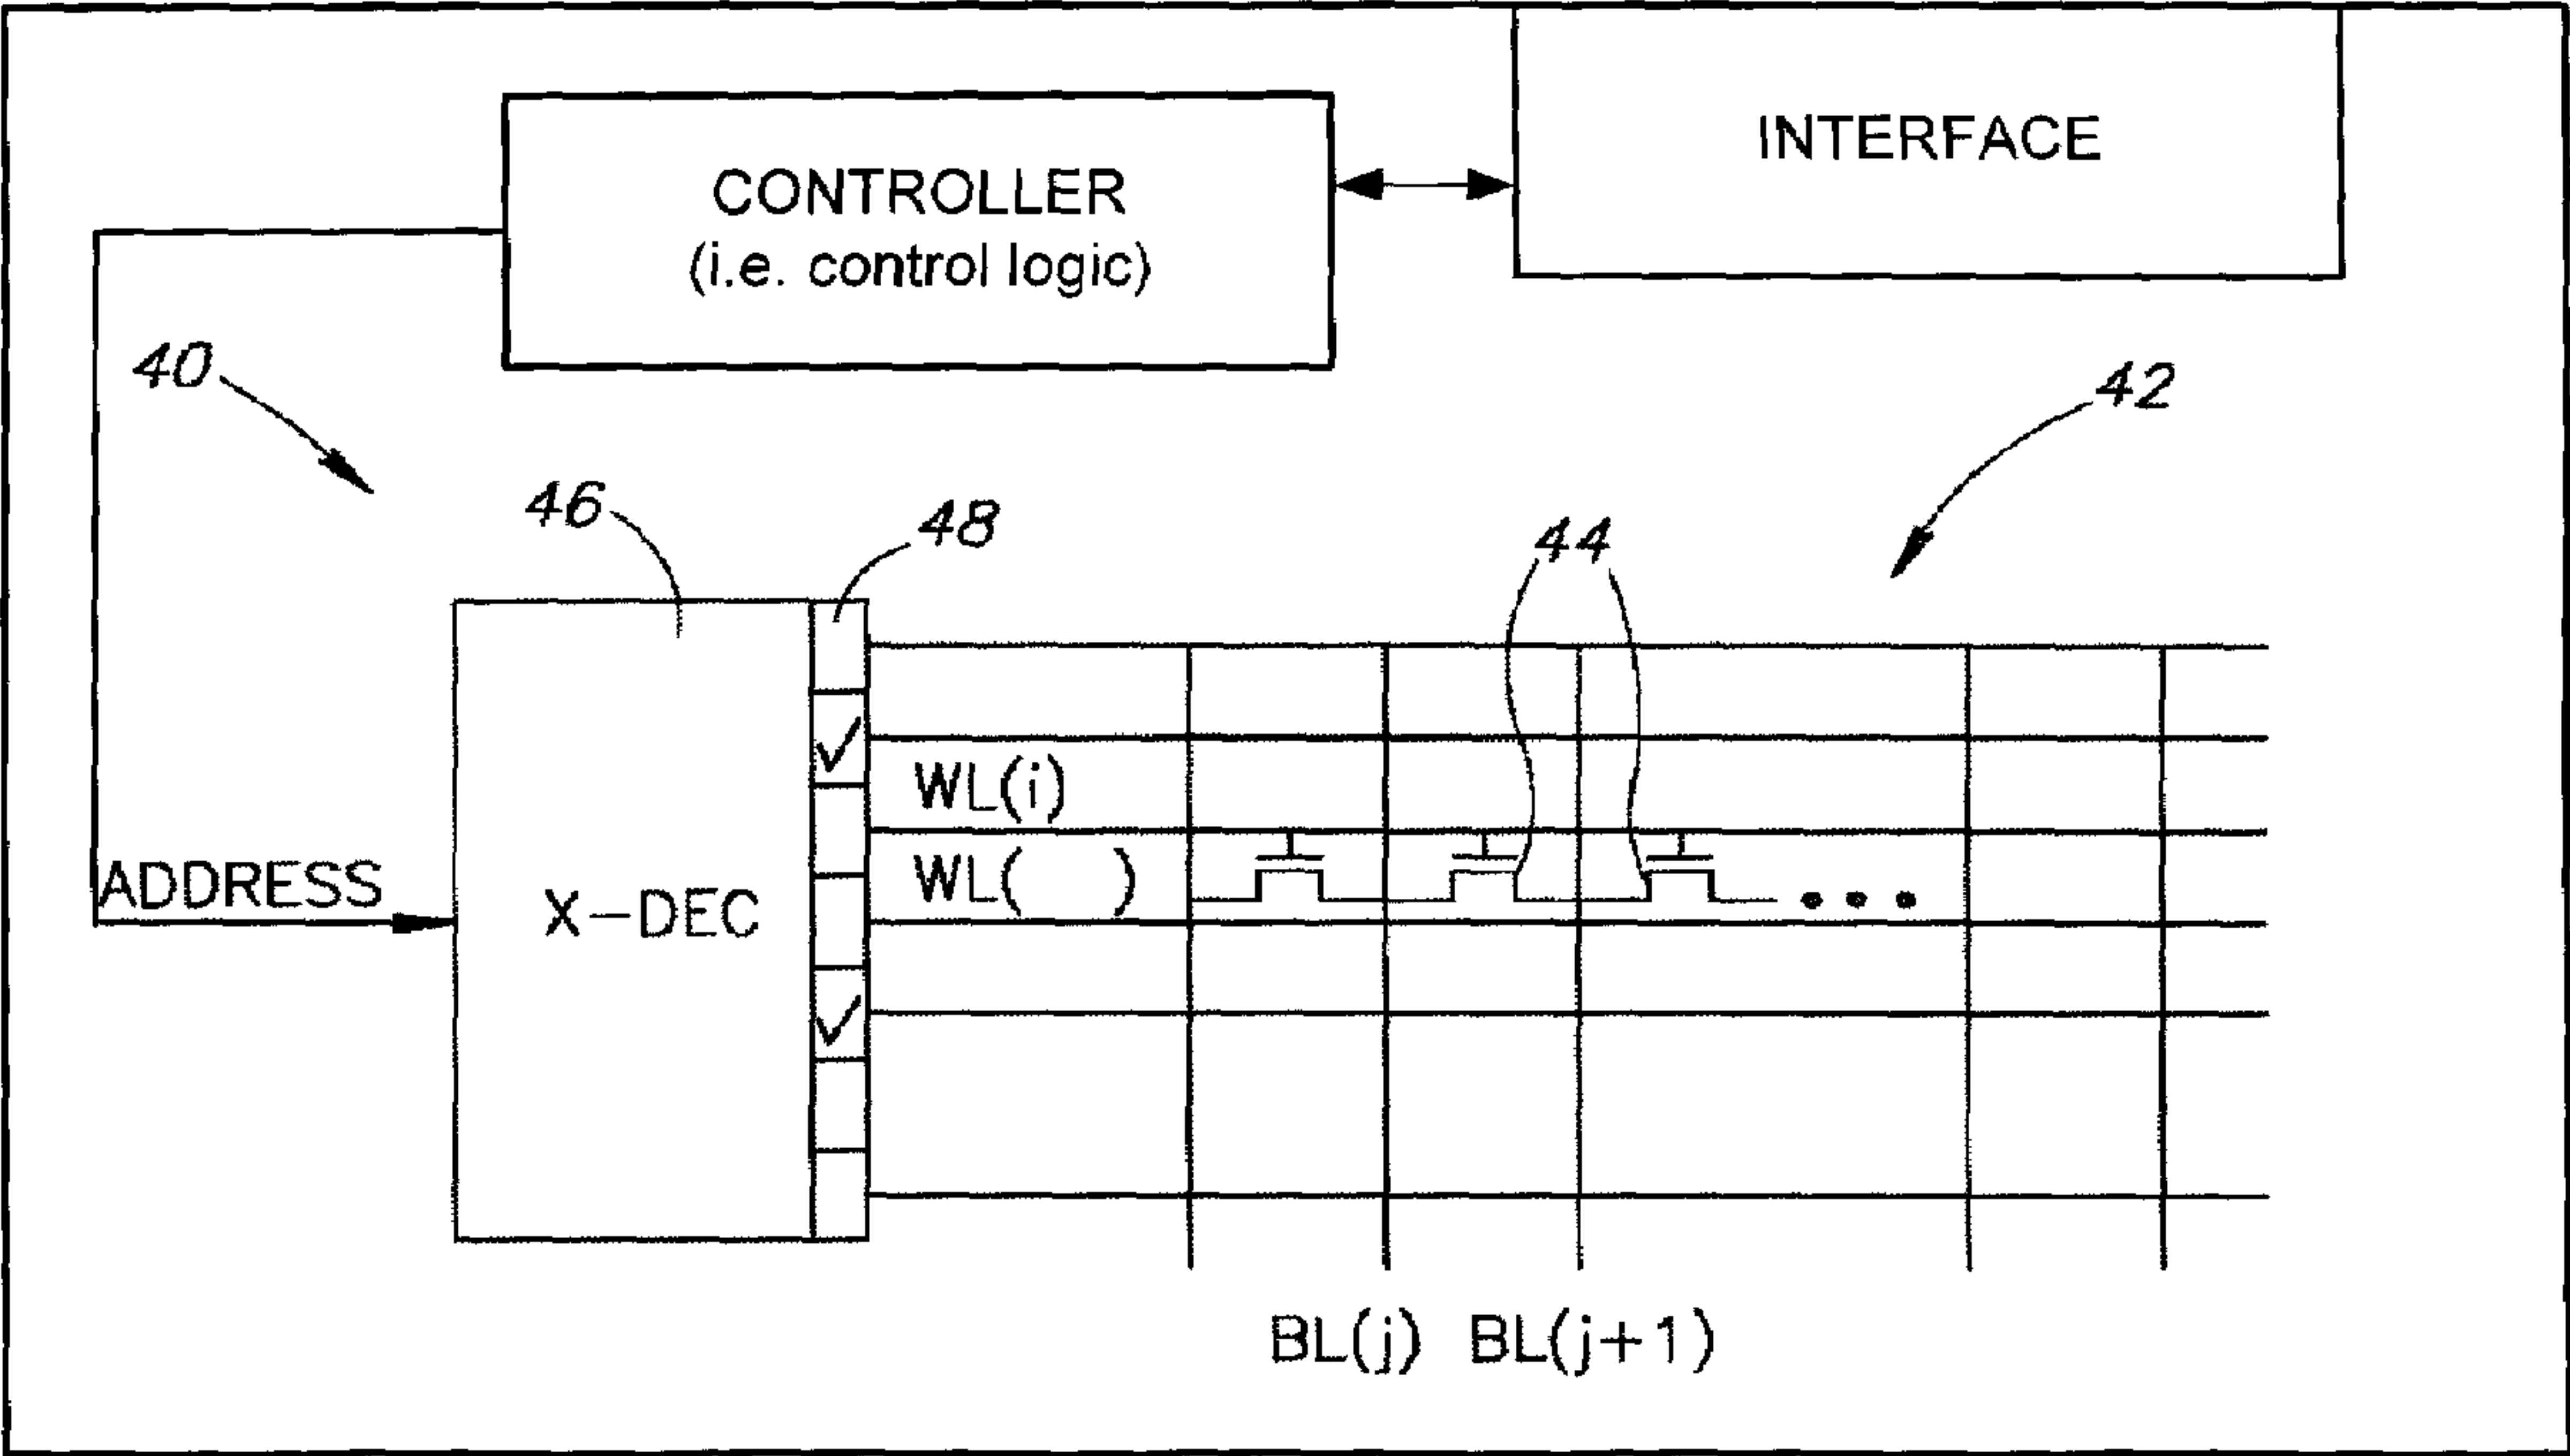 INTERFACE
CONTROLLER
(i.e. control logic)
40
42
46
48
44
WL(i)
WL( )
ADDRESS
X-DEC
BL(j) BL(j+1)